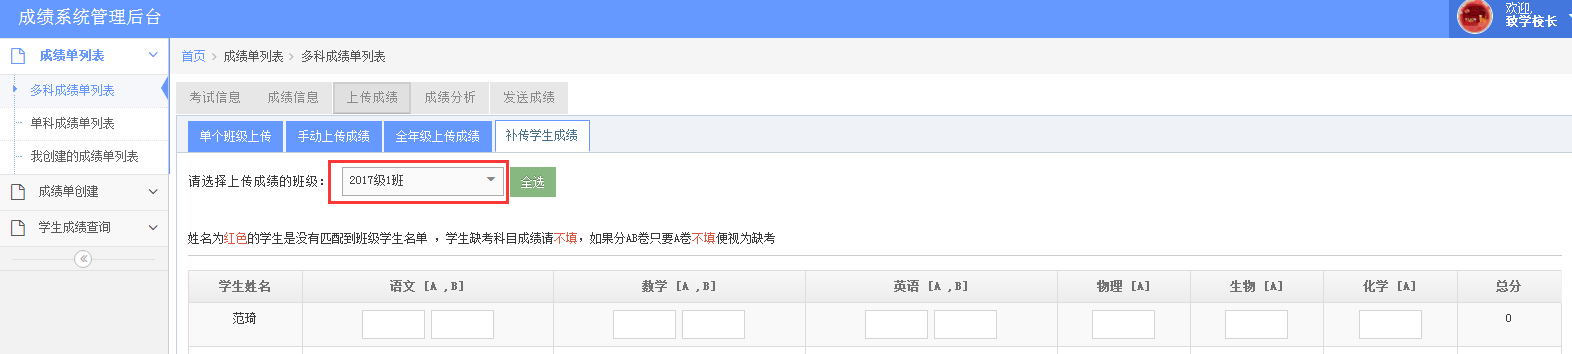 成绩系统管理后台
欢迎,
致学校长
成绩单列表
首页 > 成绩单列表 > 多科成绩单列表
多科成绩单列表
单科成绩单列表
我创建的成绩单列表
成绩单创建
学生成绩查询
考试信息 成绩信息 上传成绩 成绩分析 发送成绩
单个班级上传 手动上传成绩 全年级上传成绩 补传学生成绩
请选择上传成绩的班级: 2017级1班 全选
姓名为红色的学生是没有匹配到班级学生名单 ，学生缺考科目成绩请不填，如果分AB卷只要A卷不填便视为缺考
学生姓名 语文 [A ,B] 数学 [A ,B] 英语 [A ,B] 物理 [A] 生物 [A] 化学 [A] 总分
范琦 0